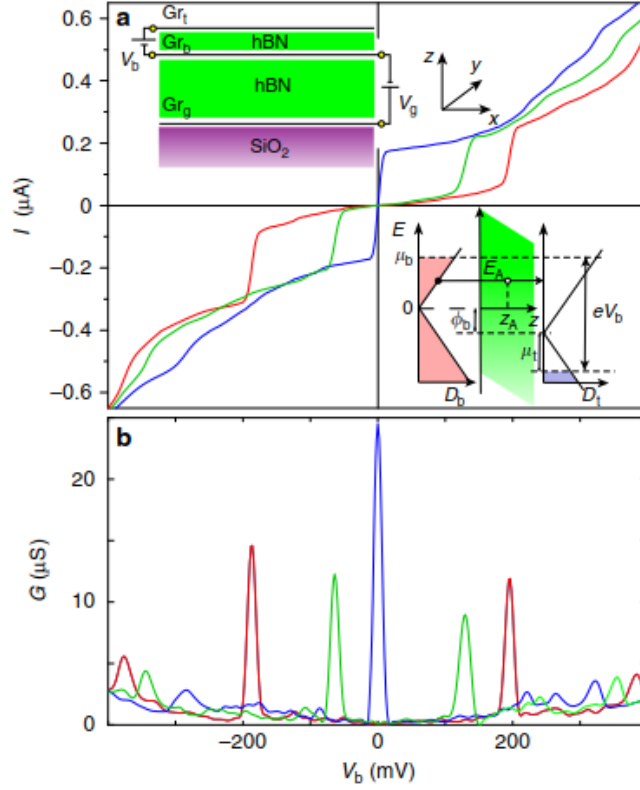 a
Gr_t
Gr_b
hBN
V_b
hBN
V_g
Gr_g
SiO_2
z
y
x
0.6
0.4
0.2
0
−0.2
−0.4
−0.6
I (μA)
E
μ_b
E_A
0
ϕ_b
z_A
z
eV_b
μ_t
D_b
D_t
b
20
10
0
G (μS)
−200
0
200
V_b (mV)